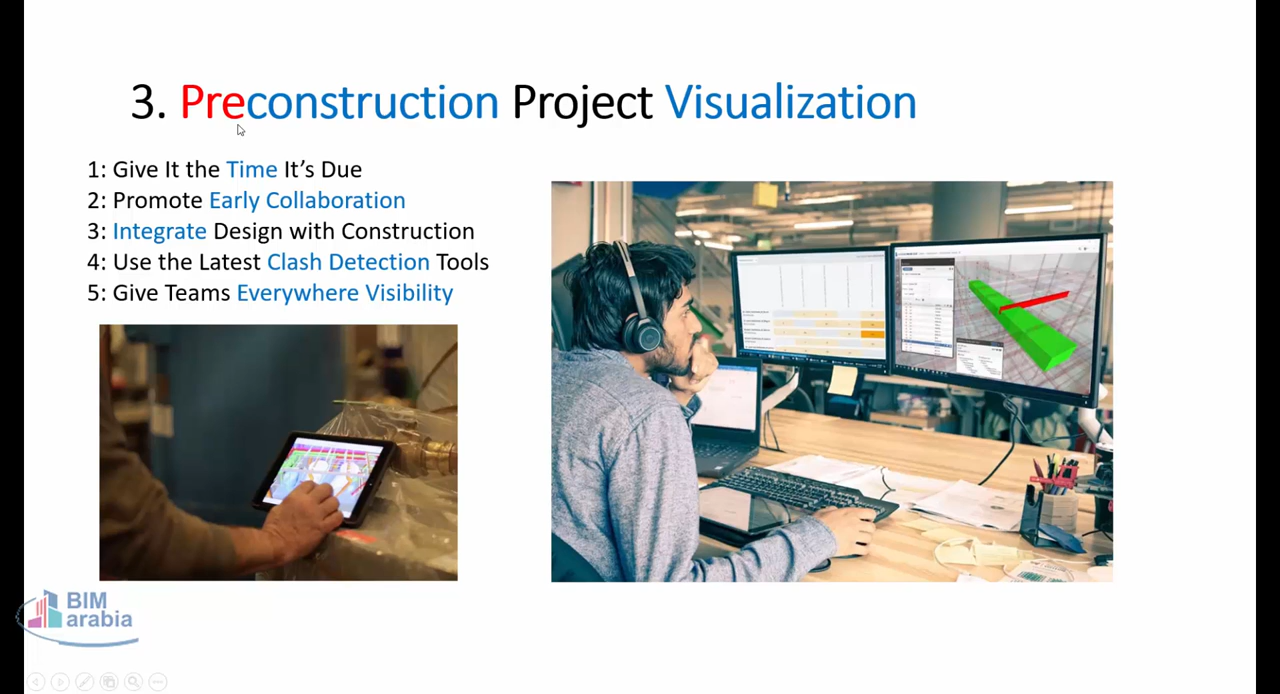 3. Preconstruction Project Visualization
1: Give It the Time It’s Due
2: Promote Early Collaboration
3: Integrate Design with Construction
4: Use the Latest Clash Detection Tools
5: Give Teams Everywhere Visibility
BIM
arabia